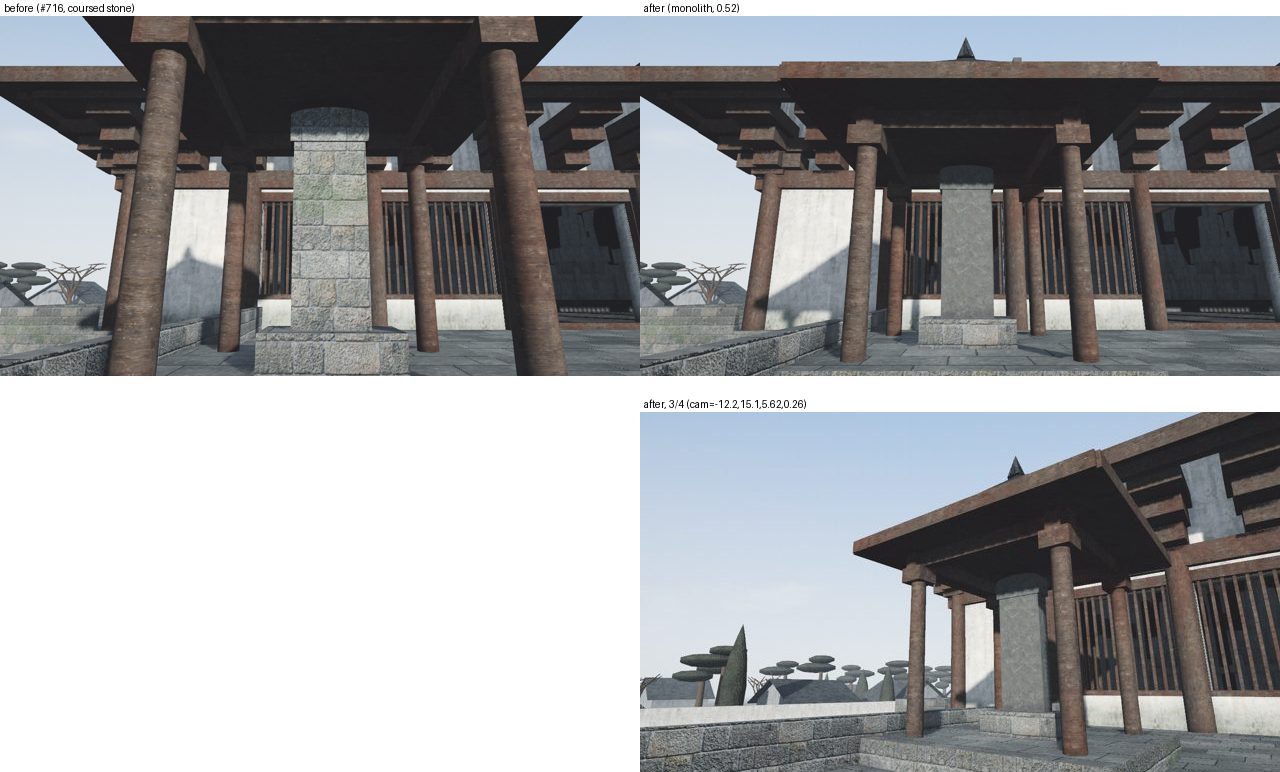 before (#716, coursed stone)
after (monolith, 0.52)
after, 3/4 (cam=-12.2,15.1,5.62,0.26)